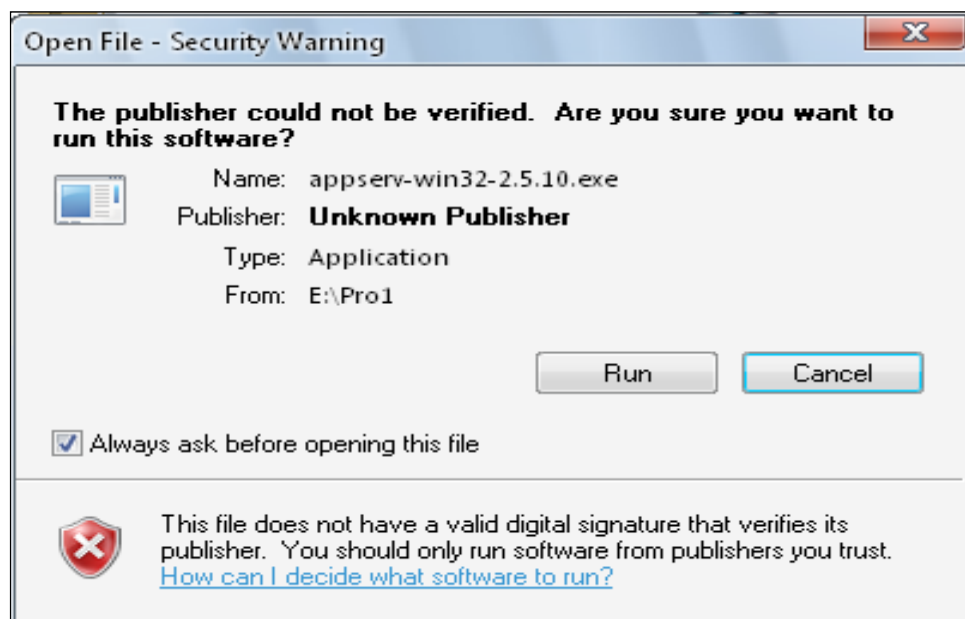 Open File - Security Warning
The publisher could not be verified.  Are you sure you want to
run this software?
Name: appserv-win32-2.5.10.exe
Publisher: Unknown Publisher
Type: Application
From: E:\Pro1
Run Cancel
Always ask before opening this file
This file does not have a valid digital signature that verifies its
publisher.  You should only run software from publishers you trust.
How can I decide what software to run?